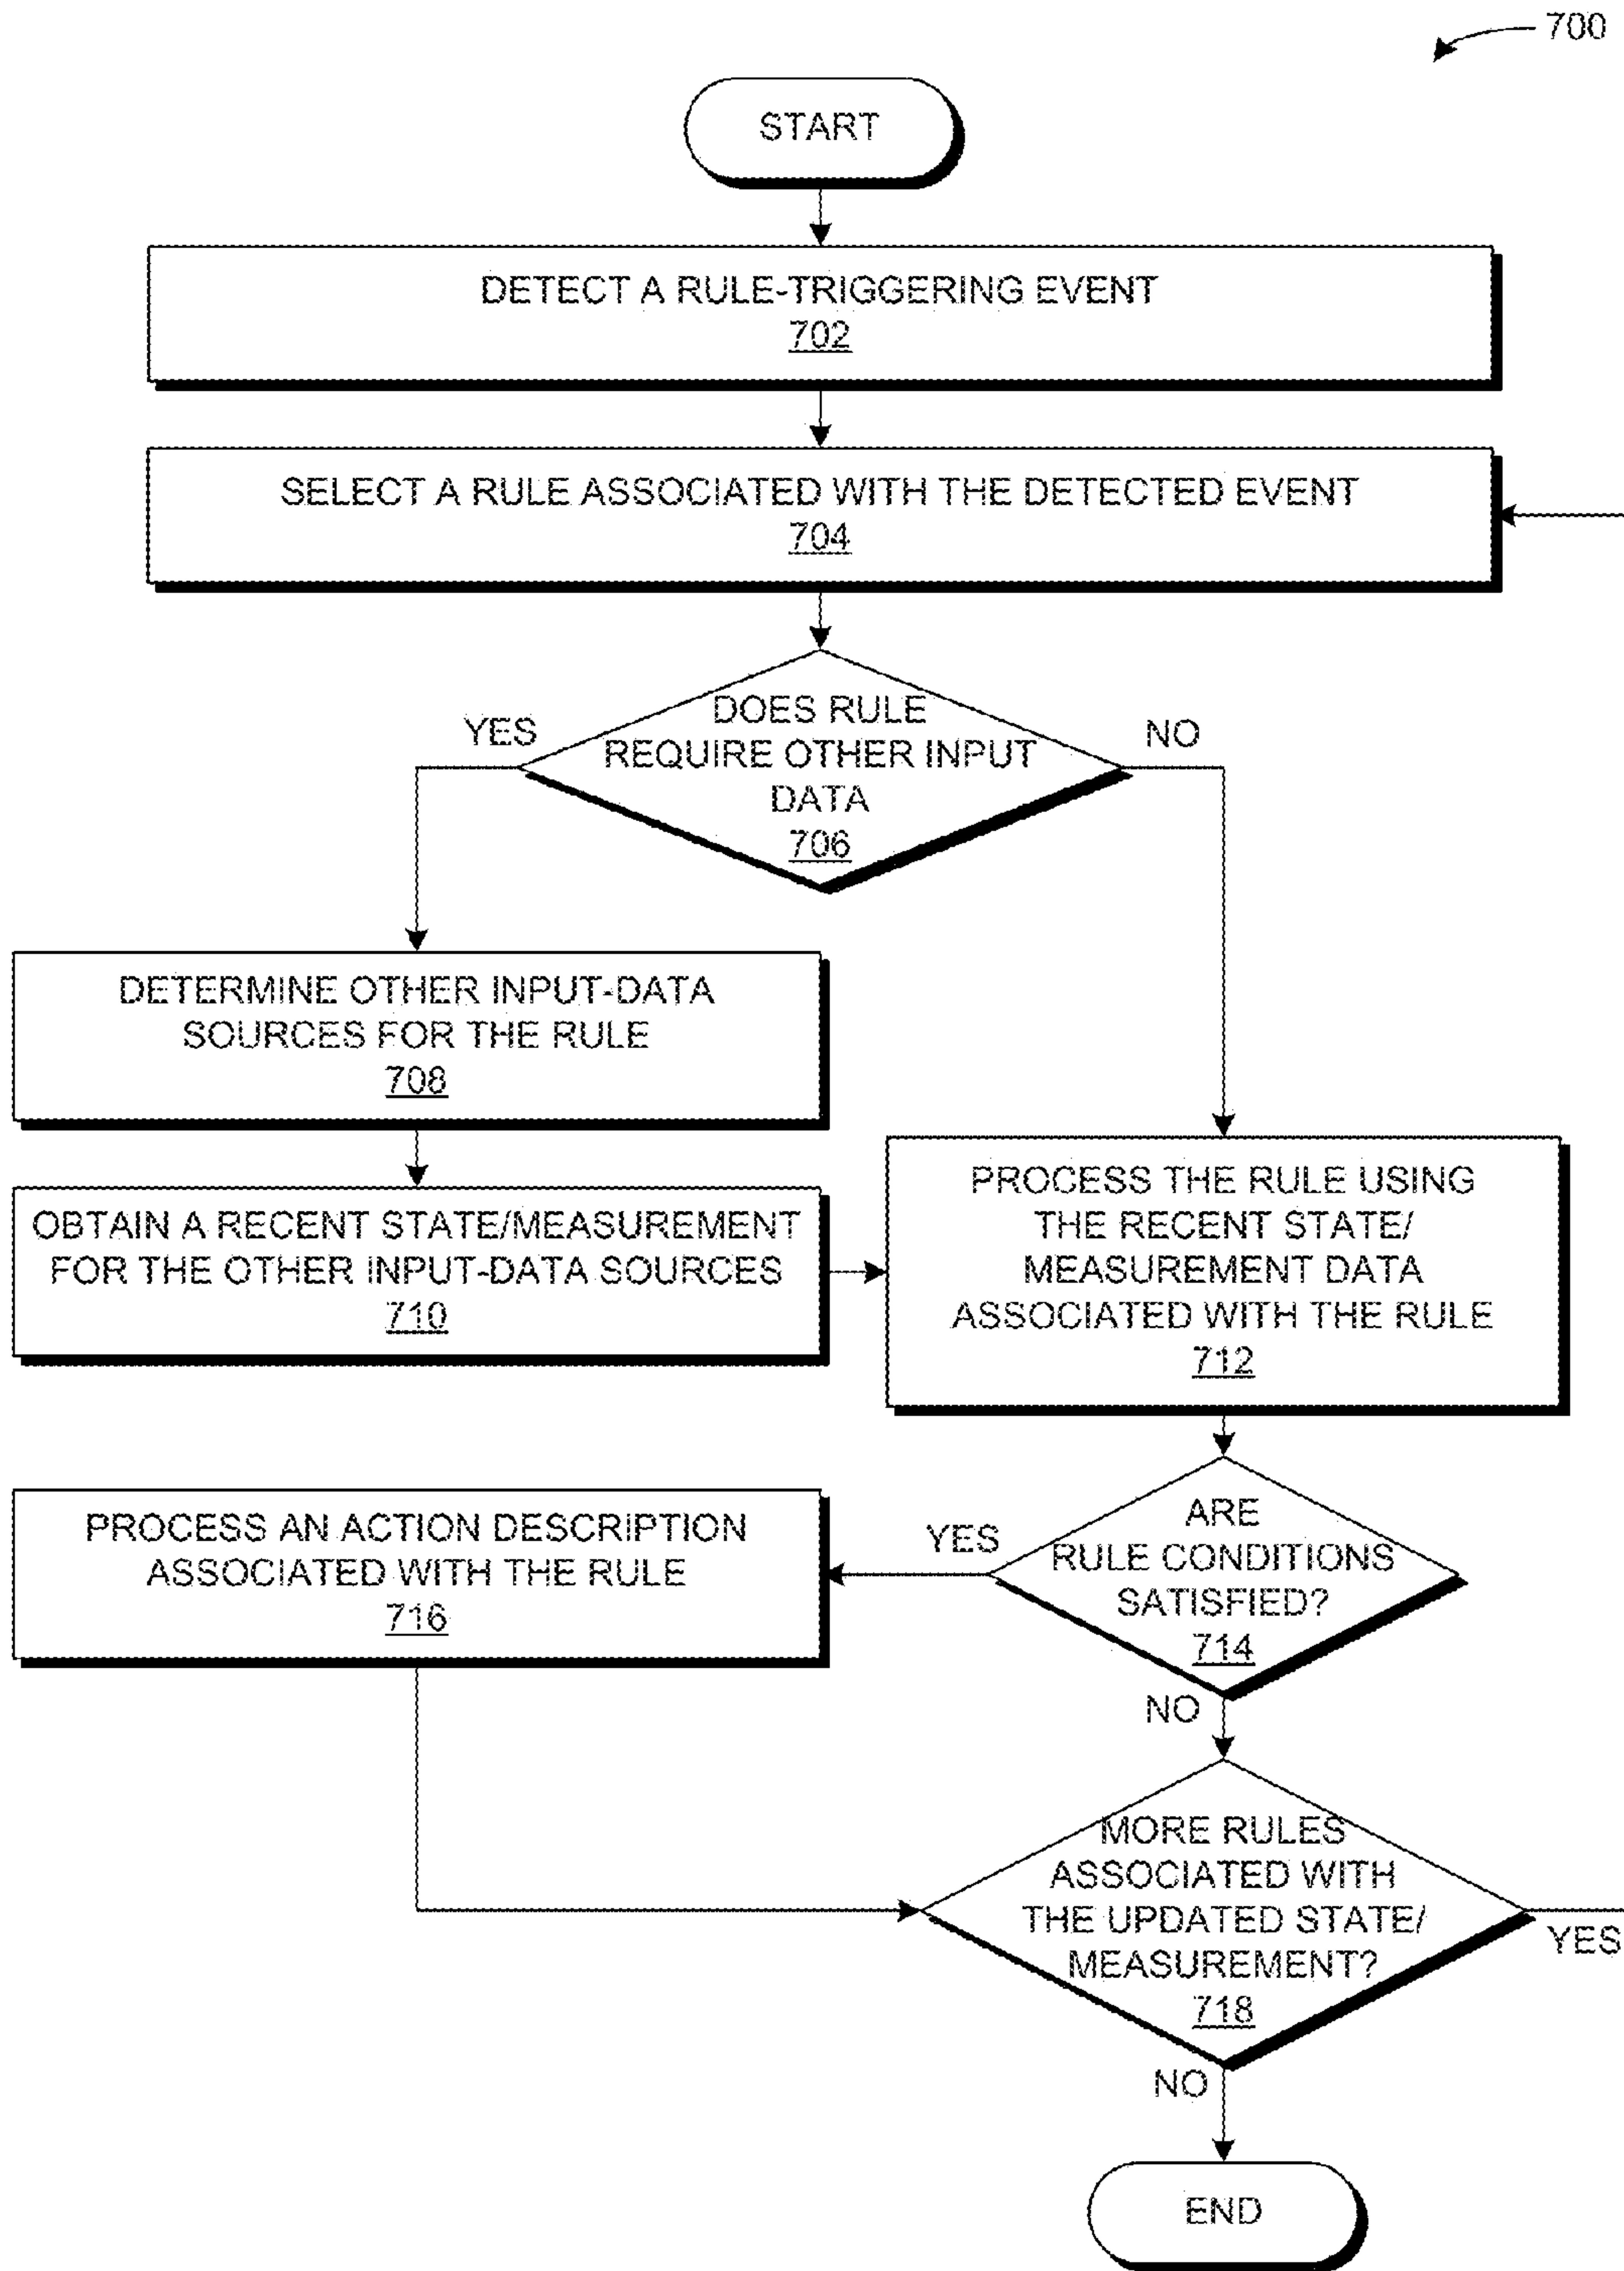 700
START
DETECT A RULE-TRIGGERING EVENT
702
SELECT A RULE ASSOCIATED WITH THE DETECTED EVENT
704
DOES RULE
REQUIRE OTHER INPUT
DATA
706
YES
NO
DETERMINE OTHER INPUT-DATA
SOURCES FOR THE RULE
708
OBTAIN A RECENT STATE/MEASUREMENT
FOR THE OTHER INPUT-DATA SOURCES
710
PROCESS THE RULE USING
THE RECENT STATE/
MEASUREMENT DATA
ASSOCIATED WITH THE RULE
712
ARE
RULE CONDITIONS
SATISFIED?
714
YES
NO
PROCESS AN ACTION DESCRIPTION
ASSOCIATED WITH THE RULE
716
MORE RULES
ASSOCIATED WITH
THE UPDATED STATE/
MEASUREMENT?
718
YES
NO
END